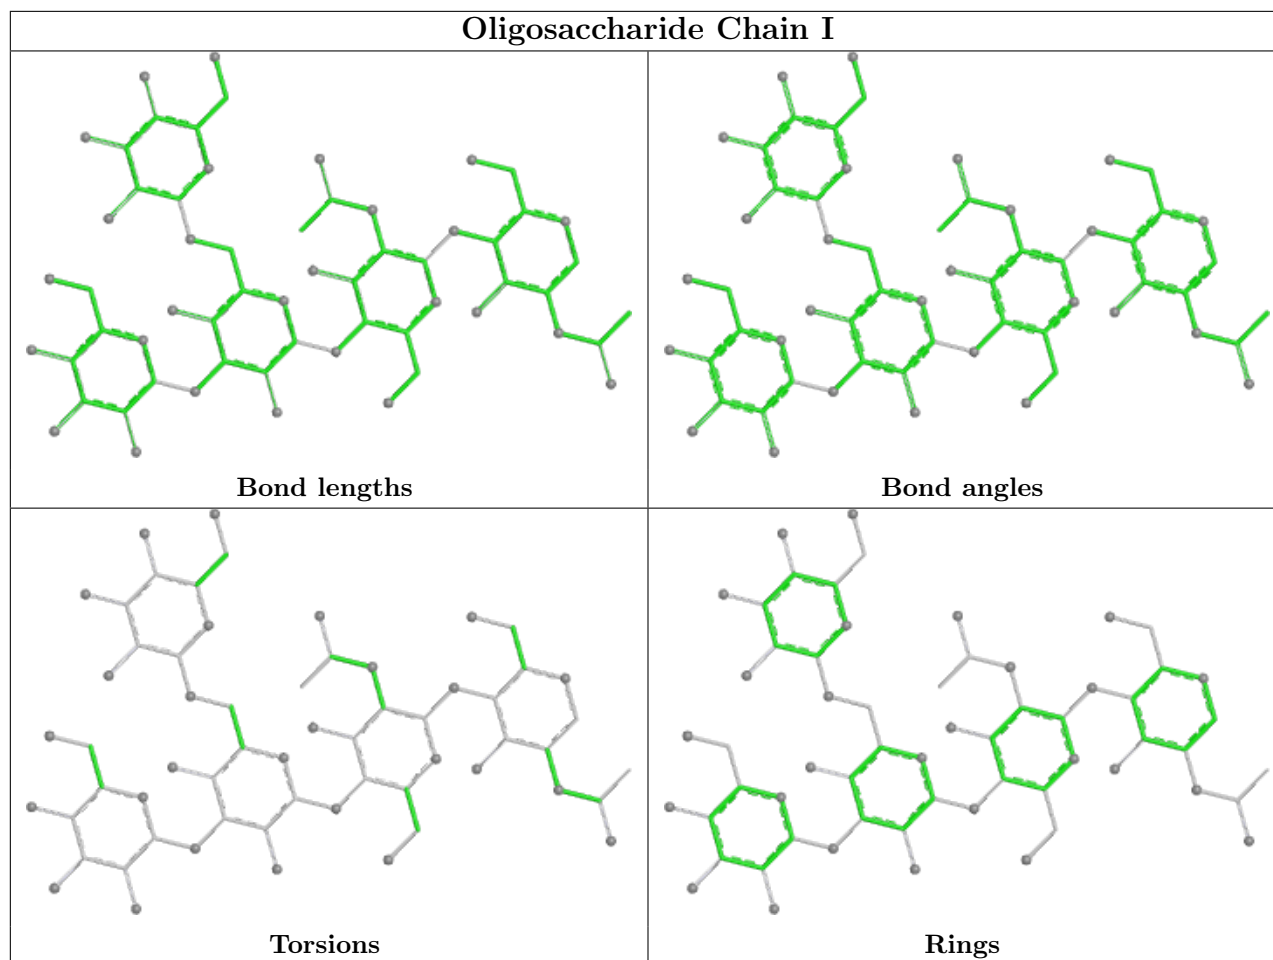 Oligosaccharide Chain I
Bond lengths
Bond angles
Torsions
Rings